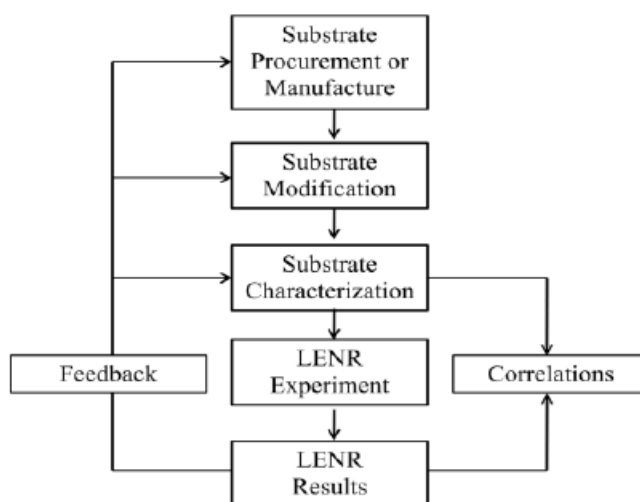 Substrate
Procurement or
Manufacture
Substrate
Modification
Substrate
Characterization
Feedback
LENR
Experiment
Correlations
LENR
Results